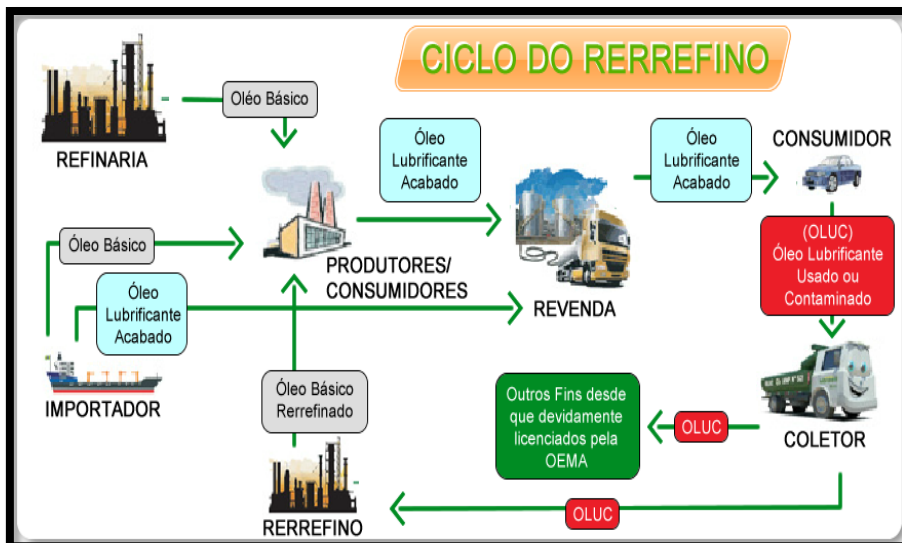 CICLO DO RERREFINO
REFINARIA
Oléo Básico
Óleo
Lubrificante
Acabado
Óleo
Lubrificante
Acabado
CONSUMIDOR
Óleo Básico
PRODUTORES/
CONSUMIDORES
REVENDA
(OLUC)
Óleo Lubrificante
Usado ou
Contaminado
Óleo
Lubrificante
Acabado
IMPORTADOR
Óleo Básico
Rerrefinado
Outros Fins desde
que devidamente
licenciados pela
OEMA
OLUC
COLETOR
RERREFINO
OLUC